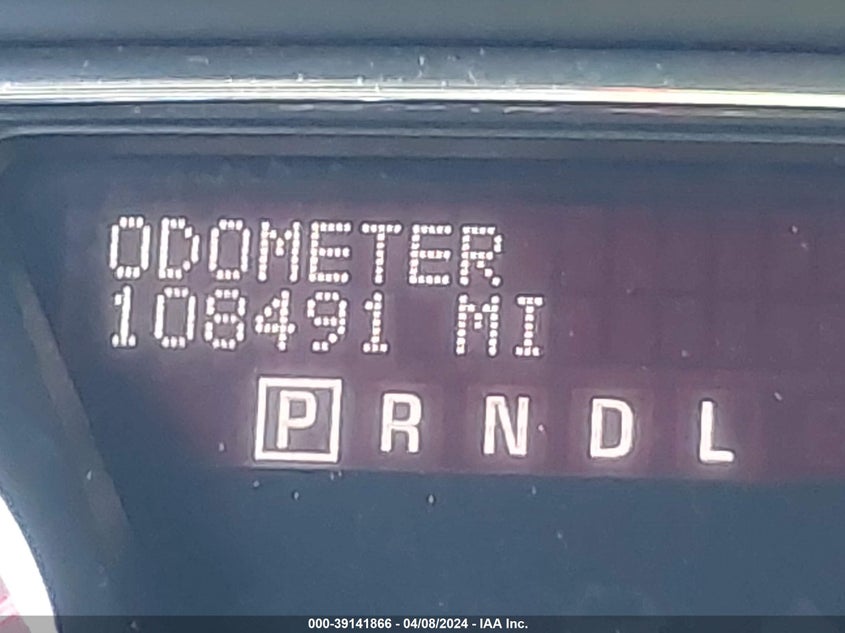 ODOMETER
108491 MI
P R N D L
000-39141866 - 04/08/2024 - IAA Inc.